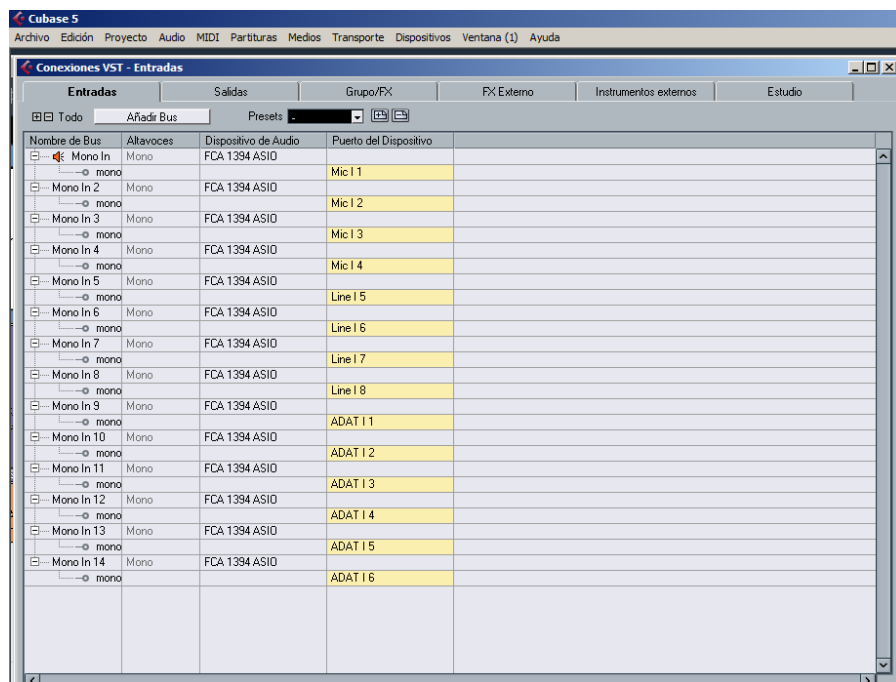 Cubase 5
Archivo Edición Proyecto Audio MIDI Partituras Medios Transporte Dispositivos Ventana (1) Ayuda
Conexiones VST - Entradas
Entradas Salidas Grupo/FX FX Externo Instrumentos externos Estudio
Todo Añadir Bus Presets -
Nombre de Bus Altavoces Dispositivo de Audio Puerto del Dispositivo
Mono In Mono FCA 1394 ASIO
mono Mic I 1
Mono In 2 Mono FCA 1394 ASIO
mono Mic I 2
Mono In 3 Mono FCA 1394 ASIO
mono Mic I 3
Mono In 4 Mono FCA 1394 ASIO
mono Mic I 4
Mono In 5 Mono FCA 1394 ASIO
mono Line I 5
Mono In 6 Mono FCA 1394 ASIO
mono Line I 6
Mono In 7 Mono FCA 1394 ASIO
mono Line I 7
Mono In 8 Mono FCA 1394 ASIO
mono Line I 8
Mono In 9 Mono FCA 1394 ASIO
mono ADAT I 1
Mono In 10 Mono FCA 1394 ASIO
mono ADAT I 2
Mono In 11 Mono FCA 1394 ASIO
mono ADAT I 3
Mono In 12 Mono FCA 1394 ASIO
mono ADAT I 4
Mono In 13 Mono FCA 1394 ASIO
mono ADAT I 5
Mono In 14 Mono FCA 1394 ASIO
mono ADAT I 6